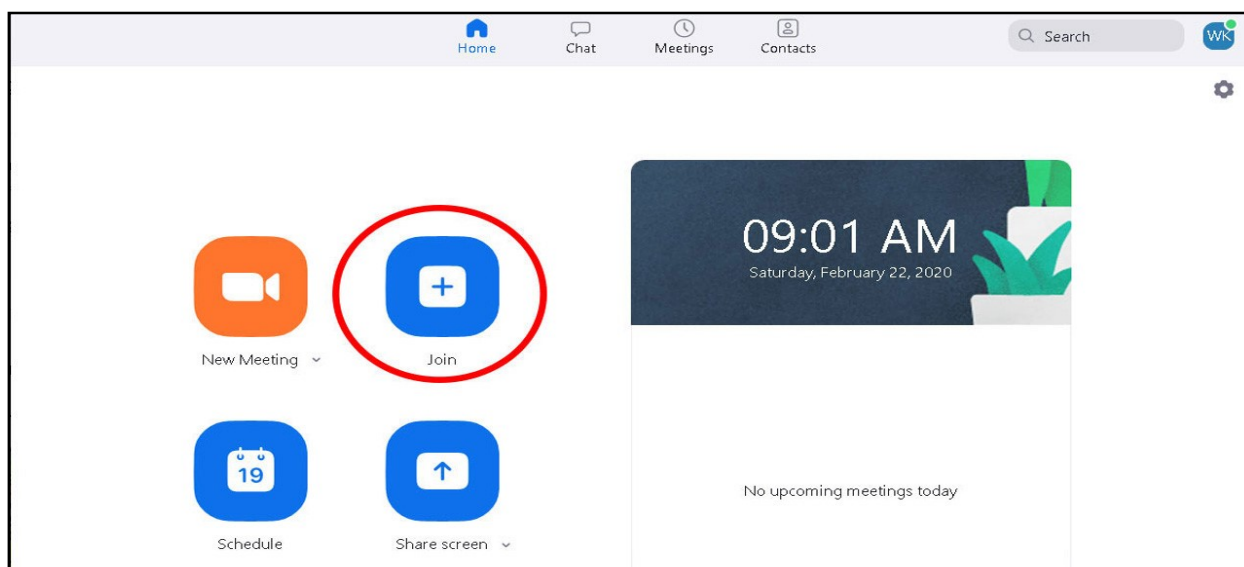 Home Chat Meetings Contacts Search WK
09:01 AM
Saturday, February 22, 2020
New Meeting Join
19
No upcoming meetings today
Schedule Share screen